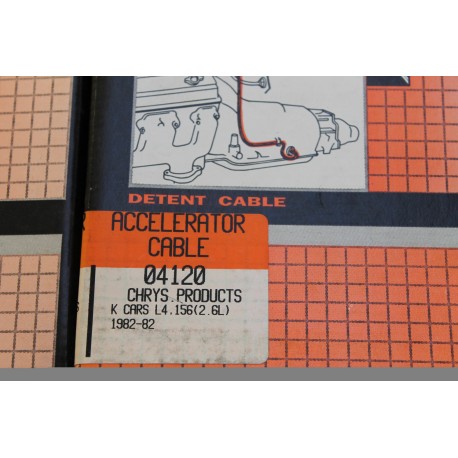 DETENT CABLE
ACCELERATOR
CABLE
04120
CHRYS.PRODUCTS
K CARS L4.156(2.6L)
1982-82